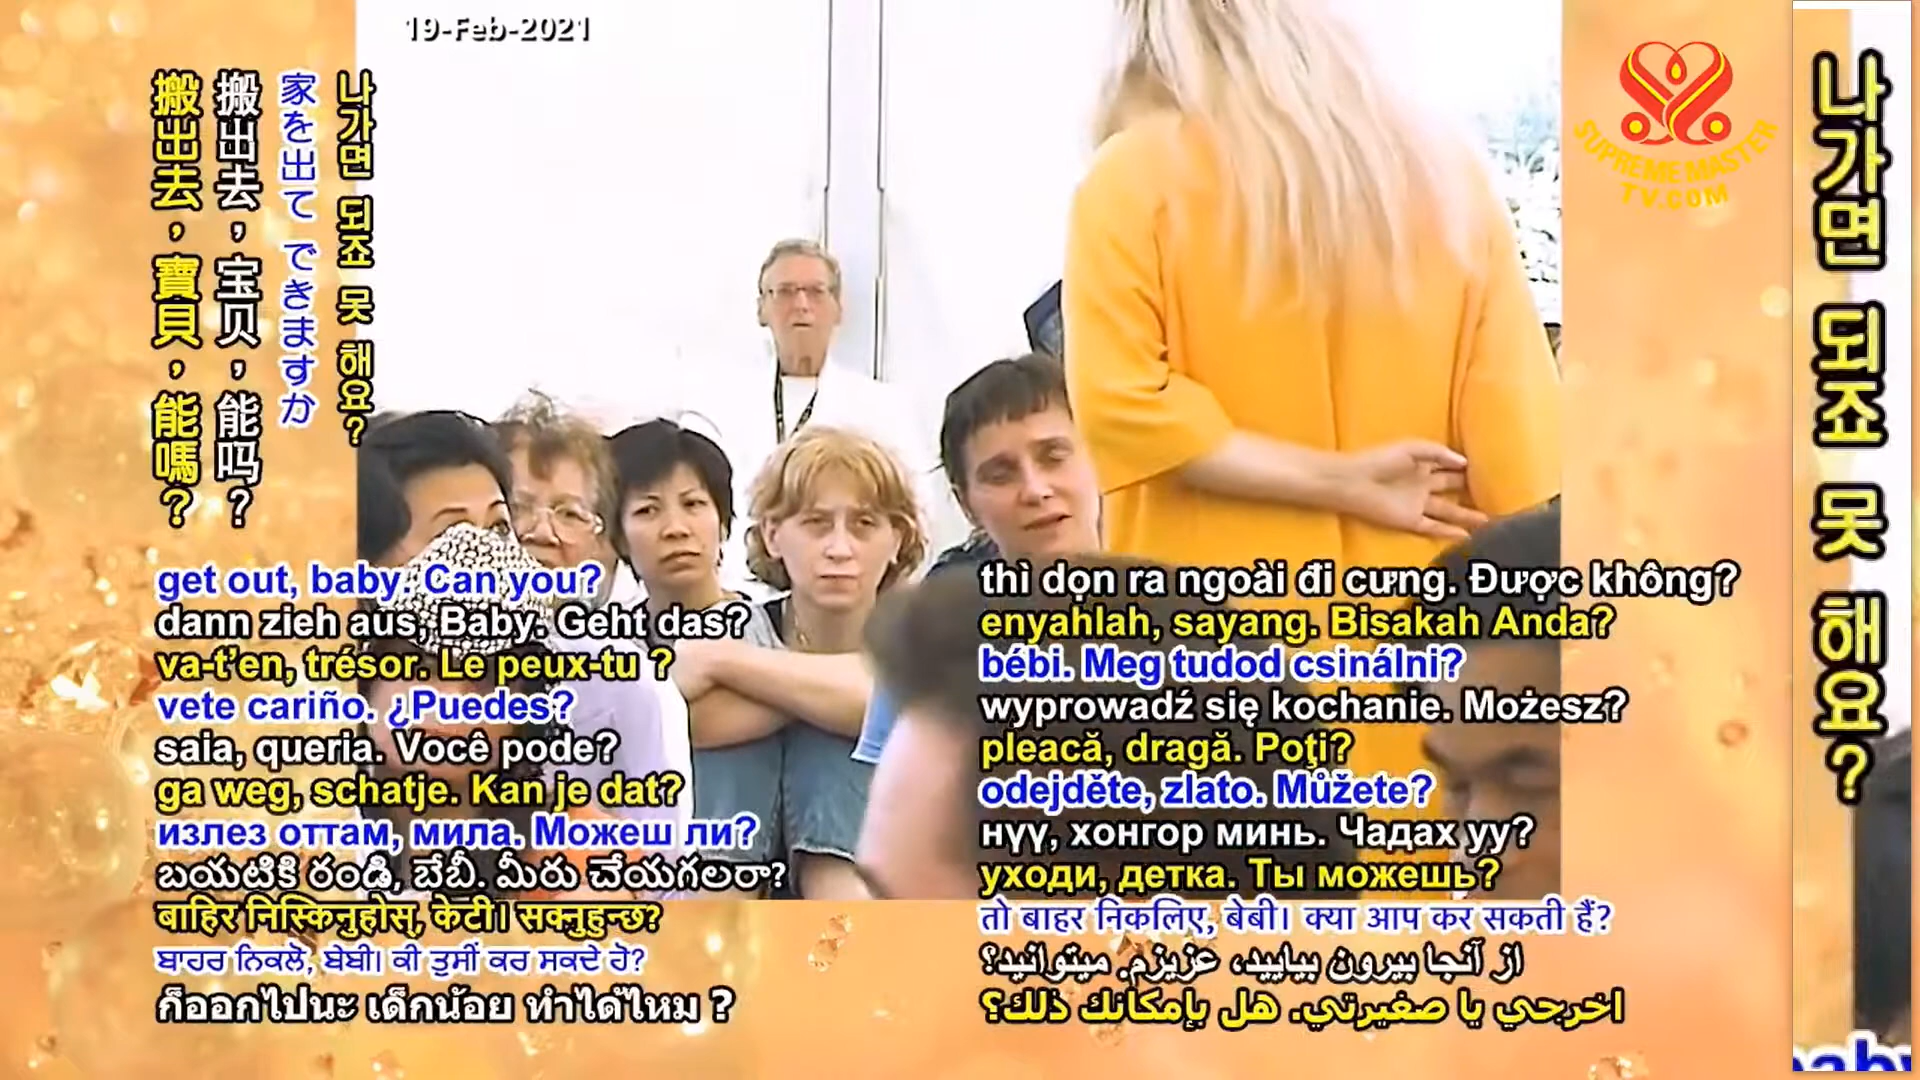 19-Feb-2021
SUPREME MASTER
TV.COM
나가면 되죠 못 해요?
家を出て できますか
搬出去，宝贝，能吗？
搬出去，寶貝，能嗎？
get out, baby. Can you?
dann zieh aus, Baby. Geht das?
va-t’en, trésor. Le peux-tu ?
vete cariño. ¿Puedes?
saia, queria. Você pode?
ga weg, schatje. Kan je dat?
излез оттам, мила. Можеш ли?
బయటికి రండి, బేబీ. మీరు చేయగలరా?
बाहिर निस्किनुहोस्, केटी। सक्नुहुन्छ?
ਬਾਹਰ ਨਿਕਲੋ, ਬੇਬੀ। ਕੀ ਤੁਸੀਂ ਕਰ ਸਕਦੇ ਹੋ?
ก็ออกไปนะ เด็กน้อย ทำได้ไหม ?
thì dọn ra ngoài đi cưng. Được không?
enyahlah, sayang. Bisakah Anda?
bébi. Meg tudod csinálni?
wyprowadź się kochanie. Możesz?
pleacă, dragă. Poţi?
odejděte, zlato. Můžete?
нүү, хонгор минь. Чадах уу?
уходи, детка. Ты можешь?
तो बाहर निकलिए, बेबी। क्या आप कर सकती हैं?
از آنجا بیرون بیایید، عزیزم. میتوانید؟
اخرجي يا صغيرتي. هل بإمكانك ذلك؟
나가면 되죠 못 해요?
baby